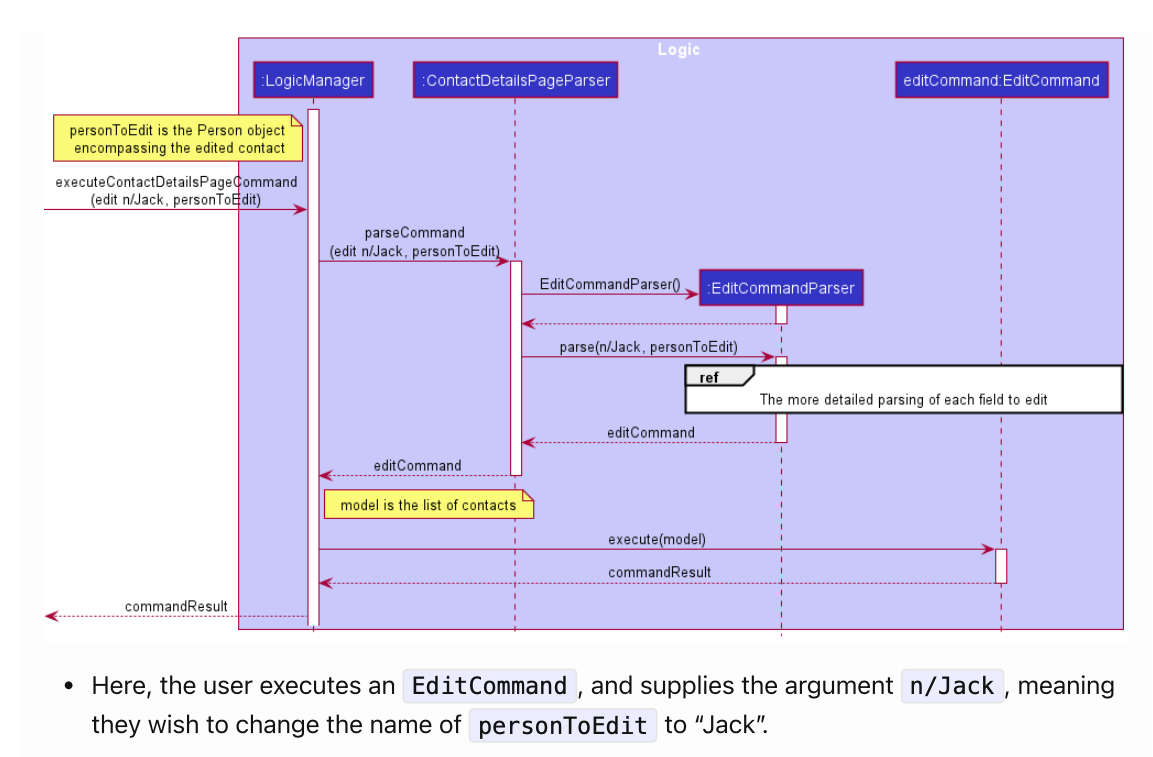 Logic
:LogicManager
:ContactDetailsPageParser
editCommand:EditCommand
personToEdit is the Person object
encompassing the edited contact
executeContactDetailsPageCommand
(edit n/Jack, personToEdit)
parseCommand
(edit n/Jack, personToEdit)
EditCommandParser()
:EditCommandParser
parse(n/Jack, personToEdit)
ref
The more detailed parsing of each field to edit
editCommand
editCommand
model is the list of contacts
execute(model)
commandResult
commandResult
• Here, the user executes an EditCommand, and supplies the argument n/Jack, meaning
they wish to change the name of personToEdit to “Jack”.